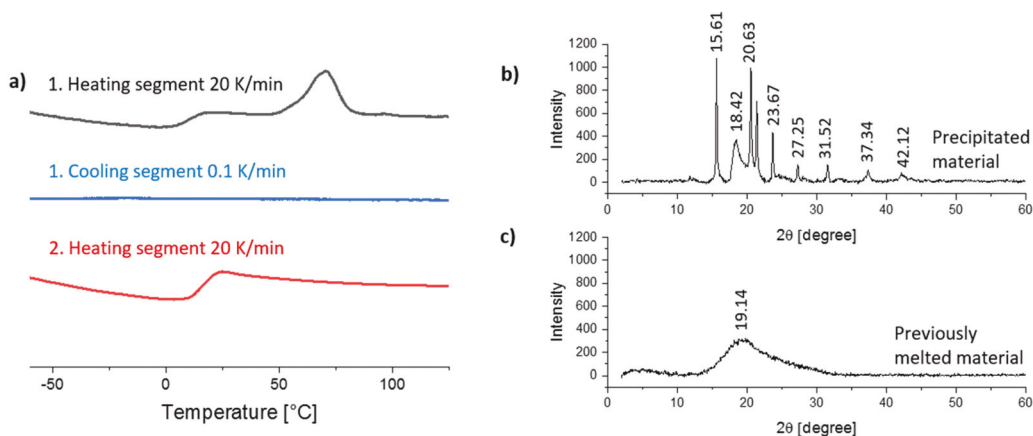 a)
1. Heating segment 20 K/min
1. Cooling segment 0.1 K/min
2. Heating segment 20 K/min
-50 0 50 100
Temperature [°C]
b)
1200
1000
800
600
400
200
0
Intensity
15.61
18.42
20.63
23.67
27.25
31.52
37.34
42.12
Precipitated
material
0 10 20 30 40 50 60
2θ [degree]
c)
1200
1000
800
600
400
200
0
Intensity
19.14
Previously
melted material
0 10 20 30 40 50 60
2θ [degree]